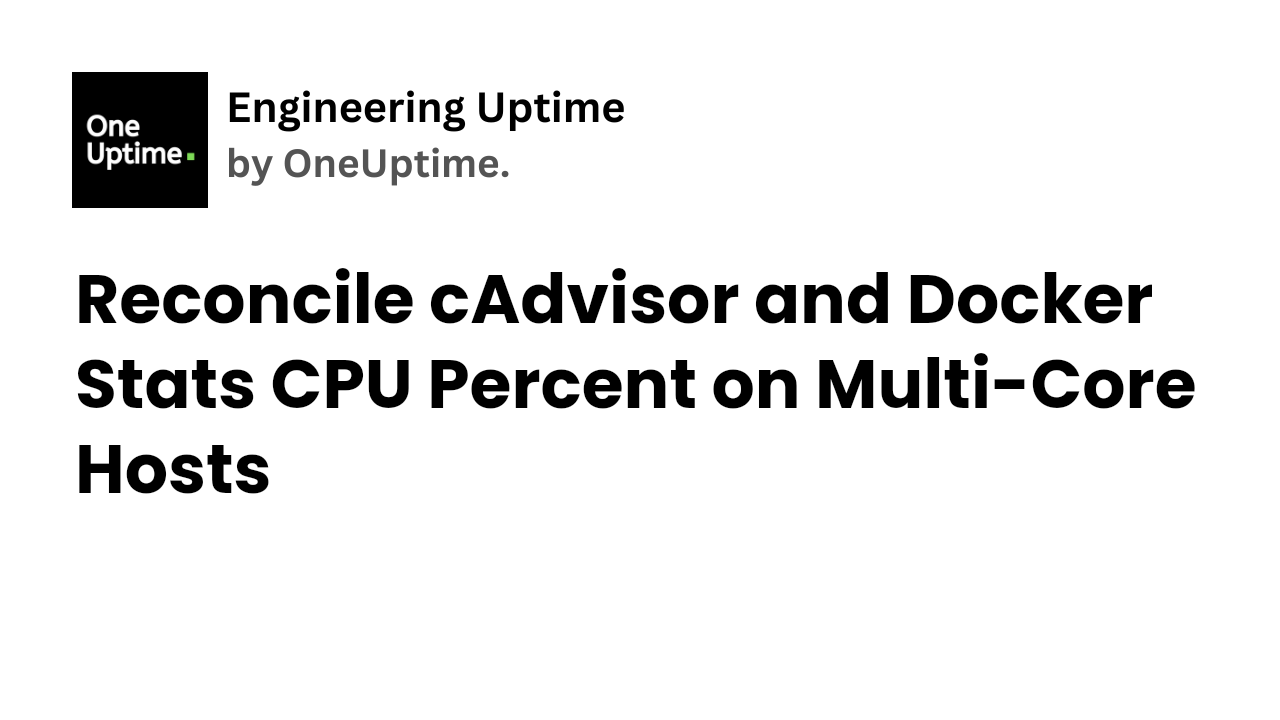 One
Uptime.
Engineering Uptime
by OneUptime.
Reconcile cAdvisor and Docker
Stats CPU Percent on Multi-Core
Hosts